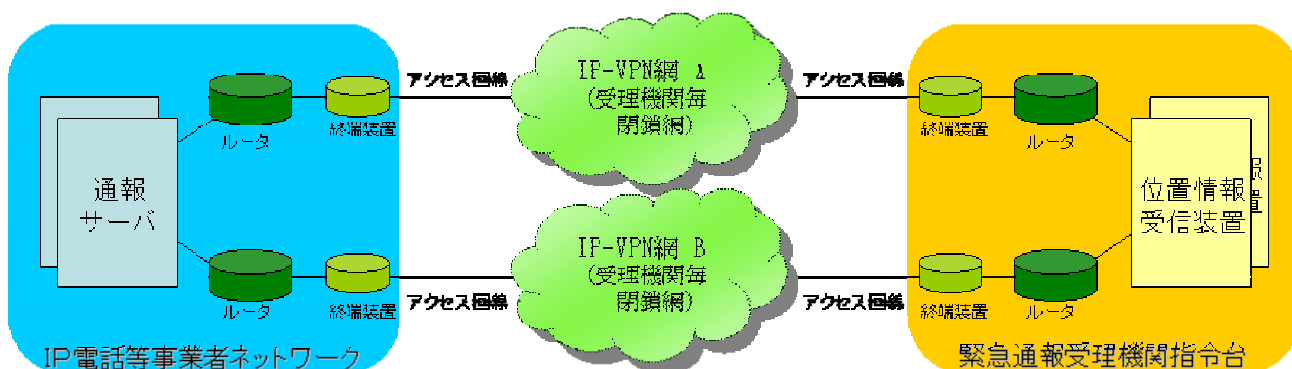 アクセス回線
IP-VPN網 A
(受理機関毎
閉鎖網)
アクセス回線
ルータ
終端装置
終端装置
ルータ
通報
サーバ
位置情報
受信装置
IP-VPN網 B
(受理機関毎
閉鎖網)
ルータ
終端装置
アクセス回線
アクセス回線
終端装置
ルータ
IP電話等事業者ネットワーク
緊急通報受理機関指令台